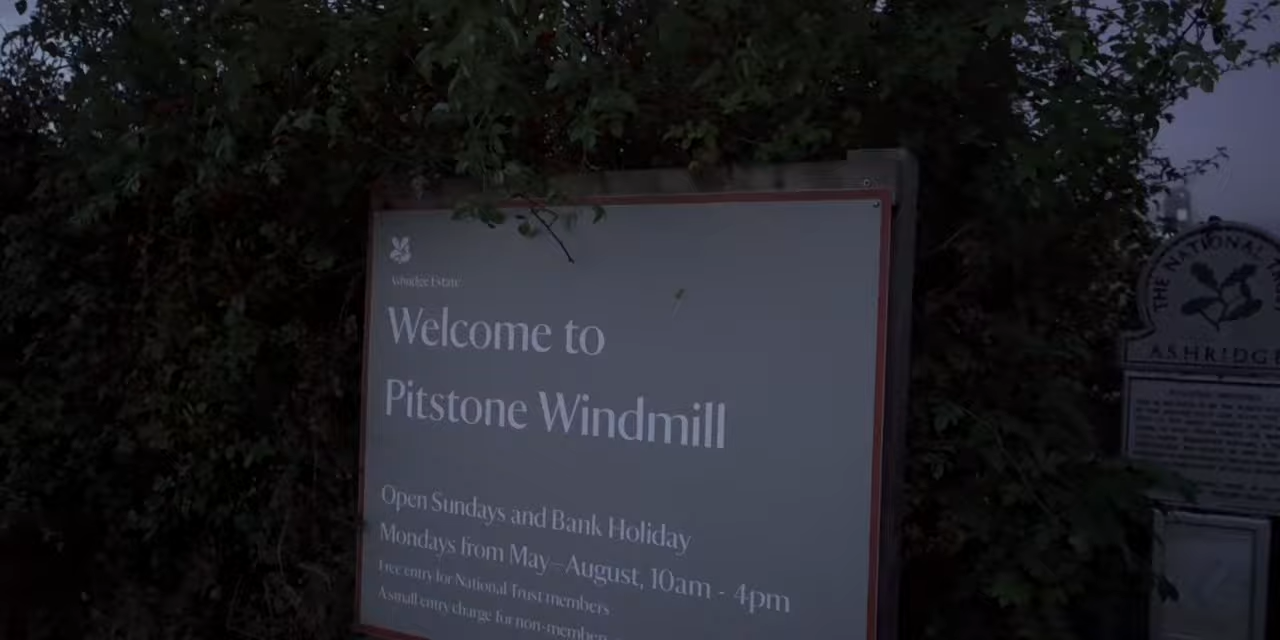 Ashridge Estate
Welcome to
Pitstone Windmill
Open Sundays and Bank Holiday
Mondays from May–August, 10am - 4pm
Free entry for National Trust members
A small entry charge for non-member
THE NATIONAL
ASHRIDGE